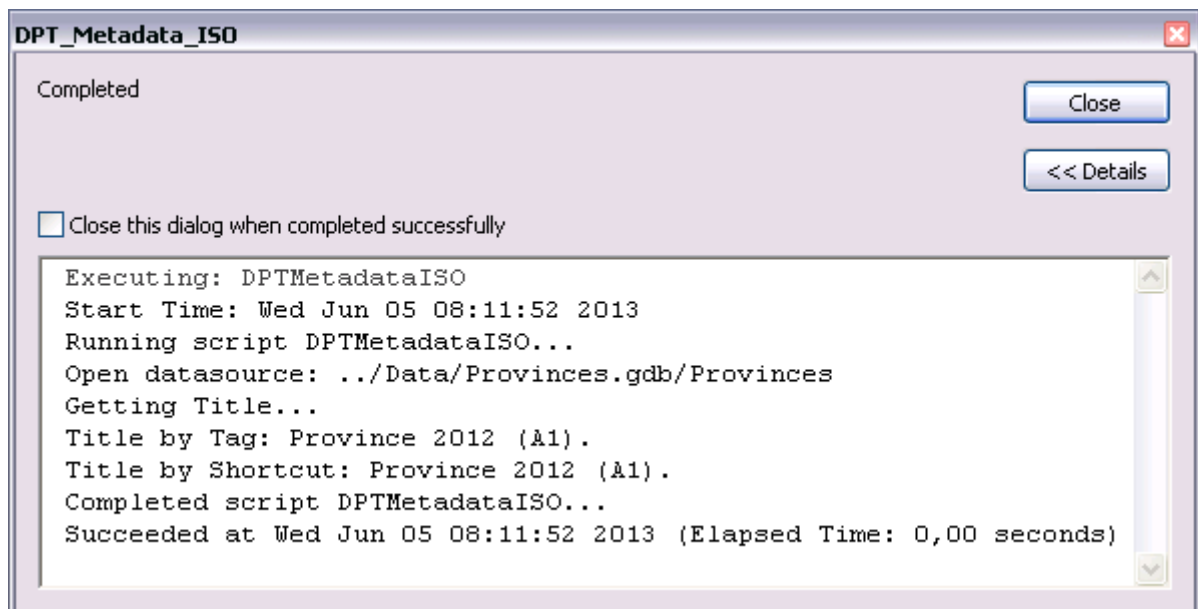 DPT_Metadata_ISO
Completed
Close
<< Details
Close this dialog when completed successfully
Executing: DPTMetadataISO
Start Time: Wed Jun 05 08:11:52 2013
Running script DPTMetadataISO...
Open datasource: ../Data/Provinces.gdb/Provinces
Getting Title...
Title by Tag: Province 2012 (A1).
Title by Shortcut: Province 2012 (A1).
Completed script DPTMetadataISO...
Succeeded at Wed Jun 05 08:11:52 2013 (Elapsed Time: 0,00 seconds)